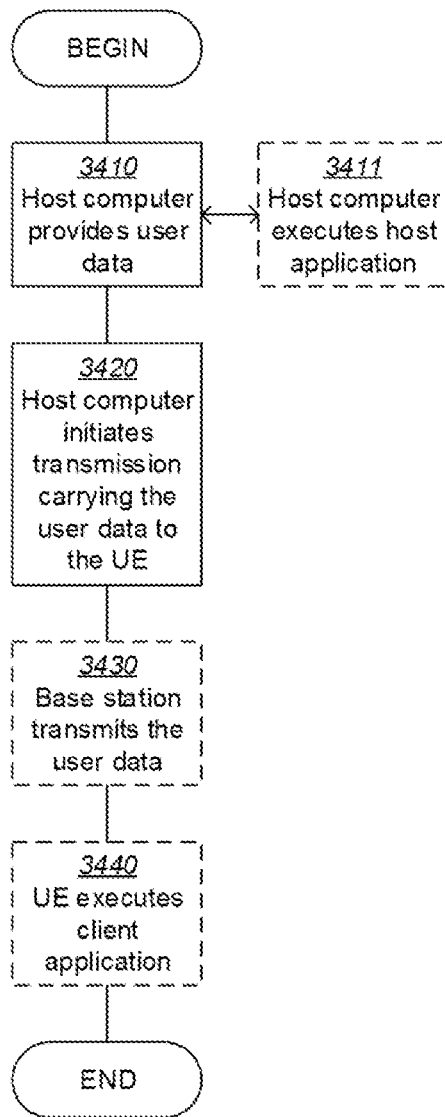 BEGIN
3410
Host computer
provides user
data
3411
Host computer
executes host
application
3420
Host computer
initiates
transmission
carrying the
user data to
the UE
3430
Base station
transmits the
user data
3440
UE executes
client
application
END